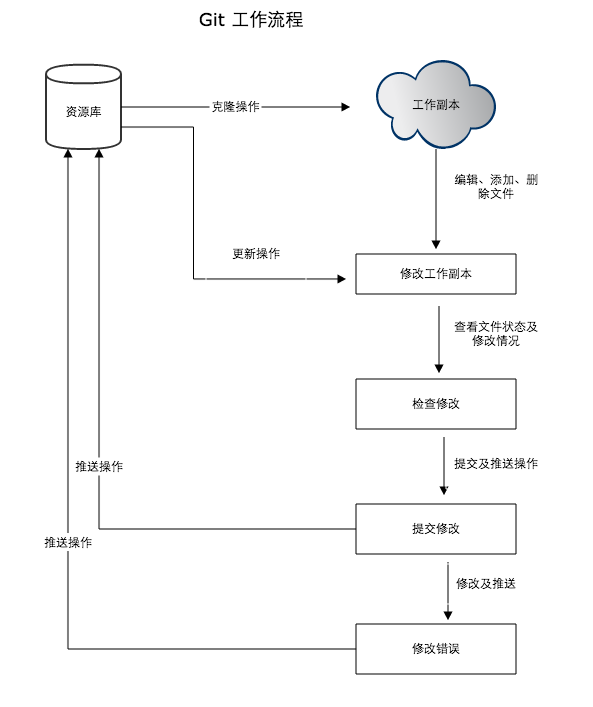 Git 工作流程
资源库
克隆操作
工作副本
编辑、添加、删
除文件
更新操作
修改工作副本
查看文件状态及
修改情况
检查修改
推送操作
提交及推送操作
提交修改
推送操作
修改及推送
修改错误